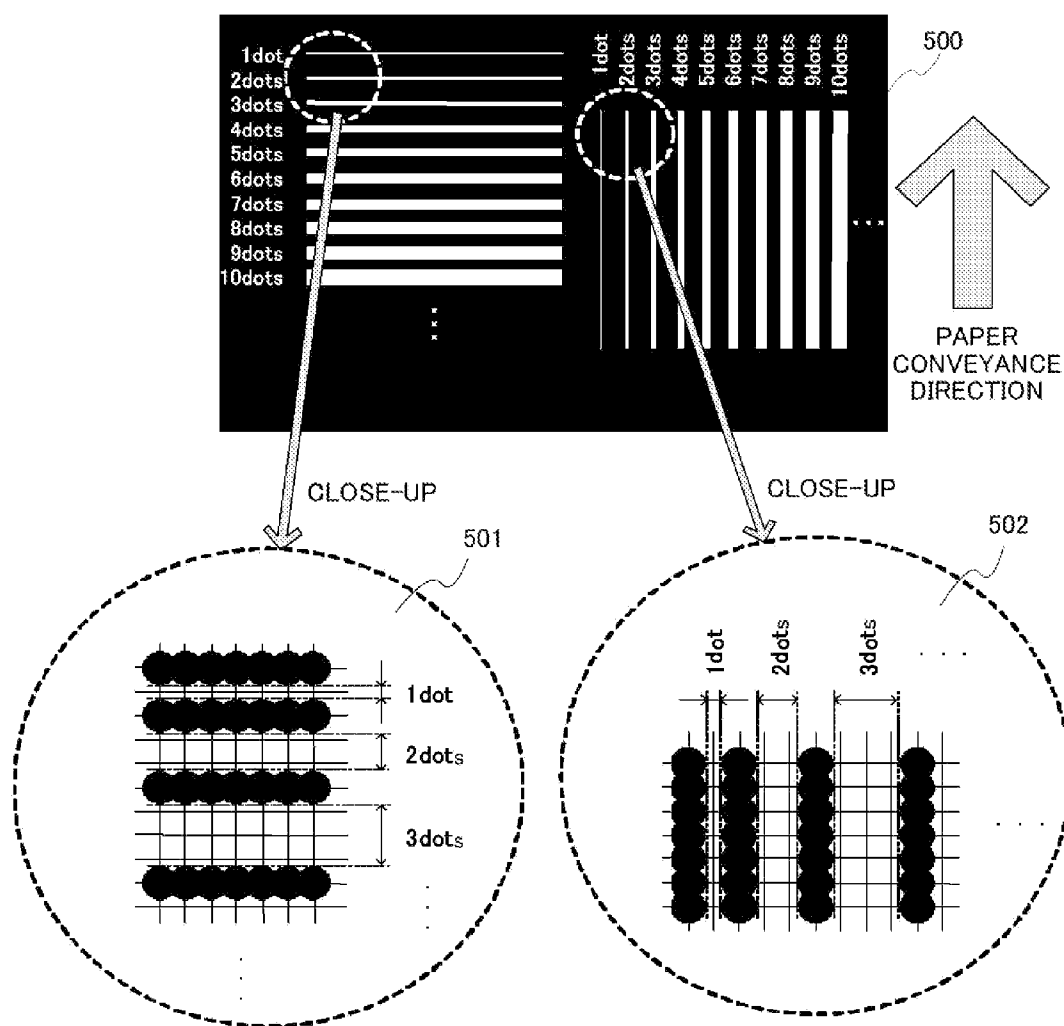 1dot
2dots
3dots
4dots
5dots
6dots
7dots
8dots
9dots
10dots
1dot
2dots
3dots
4dots
5dots
6dots
7dots
8dots
9dots
10dots
500
PAPER
CONVEYANCE
DIRECTION
CLOSE-UP
CLOSE-UP
501
502
1dot
2dots
3dots
1dot
2dots
3dots